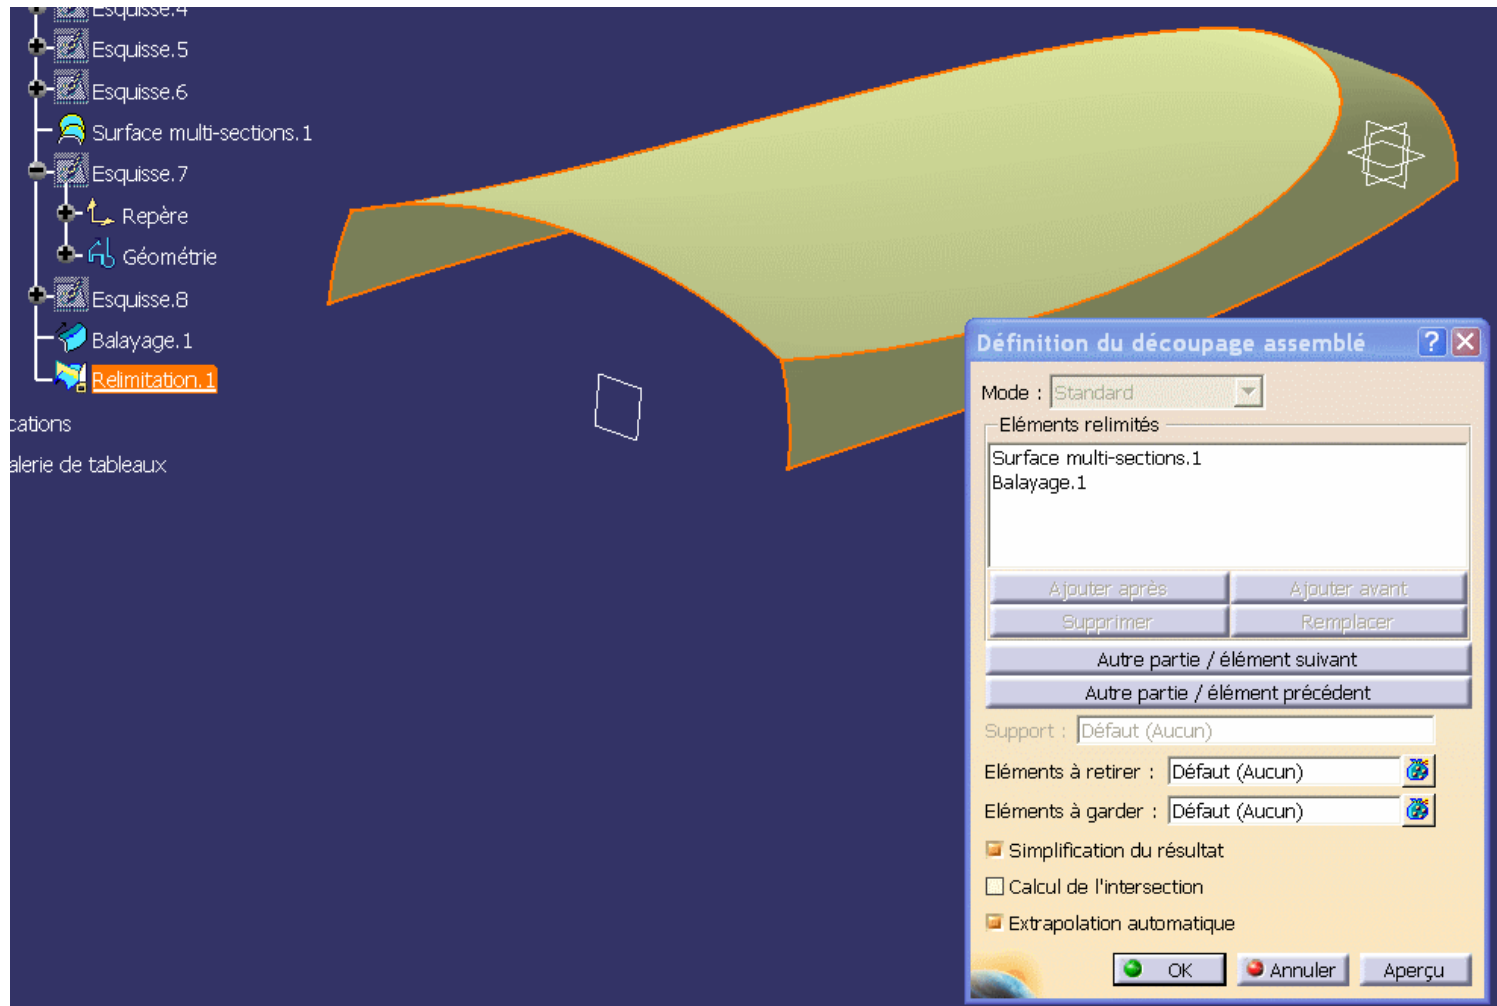 Esquisse.4
Esquisse.5
Esquisse.6
Surface multi-sections.1
Esquisse.7
Repère
Géométrie
Esquisse.8
Balayage.1
Relimitation.1
cations
alerie de tableaux
Définition du découpage assemblé
Mode : Standard
Eléments relimités
Surface multi-sections.1
Balayage.1
Ajouter après Ajouter avant
Supprimer Remplacer
Autre partie / élément suivant
Autre partie / élément précédent
Support : Défaut (Aucun)
Eléments à retirer : Défaut (Aucun)
Eléments à garder : Défaut (Aucun)
Simplification du résultat
Calcul de l'intersection
Extrapolation automatique
OK Annuler Aperçu